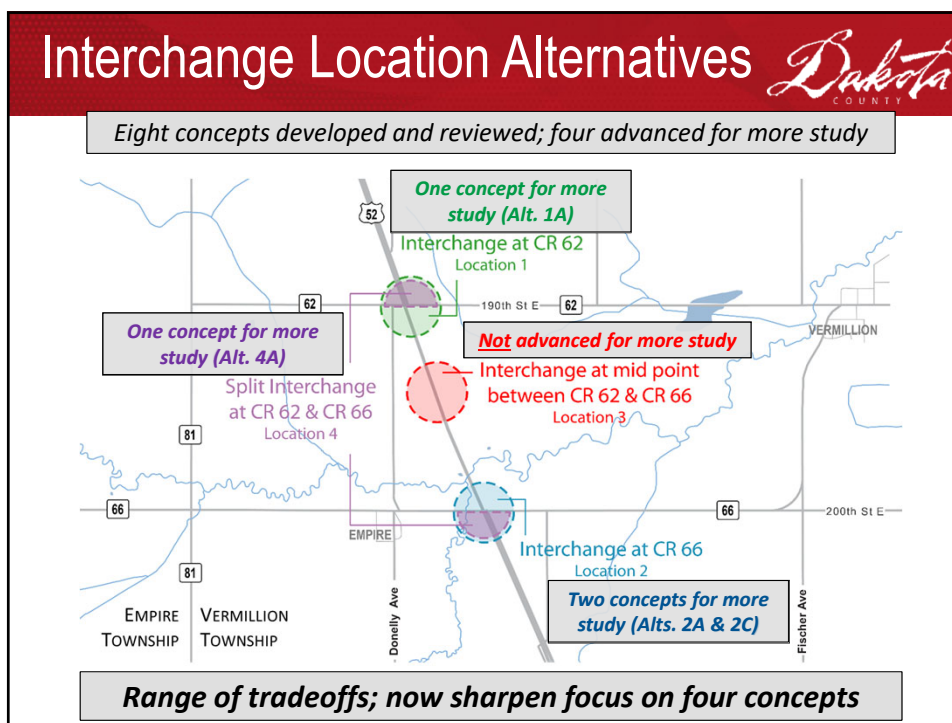 Interchange Location Alternatives
Dakota
COUNTY
Eight concepts developed and reviewed; four advanced for more study
One concept for more
study (Alt. 1A)
52
Interchange at CR 62
Location 1
62
190th St E
62
VERMILLION
One concept for more
study (Alt. 4A)
Not advanced for more study
Interchange at mid point
between CR 62 & CR 66
Location 3
Split Interchange
at CR 62 & CR 66
Location 4
81
66
66
200th St E
EMPIRE
Interchange at CR 66
Location 2
81
Two concepts for more
study (Alts. 2A & 2C)
EMPIRE
TOWNSHIP
VERMILLION
TOWNSHIP
Donelly Ave
Fischer Ave
Range of tradeoffs; now sharpen focus on four concepts